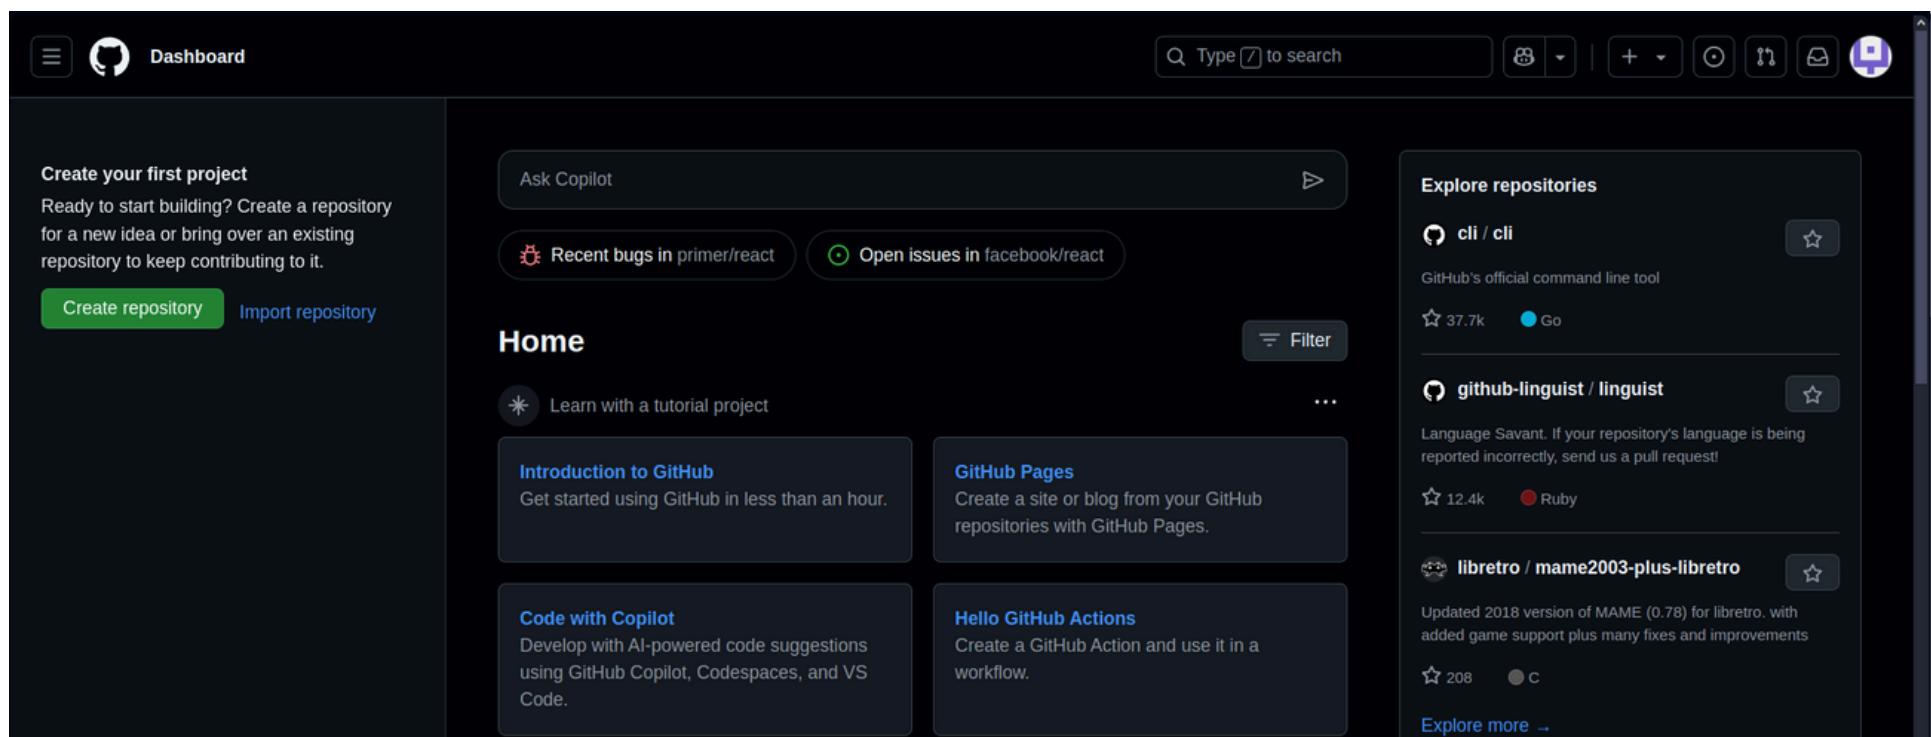 Dashboard
Type / to search
Create your first project
Ready to start building? Create a repository
for a new idea or bring over an existing
repository to keep contributing to it.
Create repository
Import repository
Ask Copilot
Recent bugs in primer/react
Open issues in facebook/react
Home
Filter
Learn with a tutorial project
Introduction to GitHub
Get started using GitHub in less than an hour.
GitHub Pages
Create a site or blog from your GitHub
repositories with GitHub Pages.
Code with Copilot
Develop with AI-powered code suggestions
using GitHub Copilot, Codespaces, and VS
Code.
Hello GitHub Actions
Create a GitHub Action and use it in a
workflow.
Explore repositories
cli / cli
GitHub's official command line tool
37.7k Go
github-linguist / linguist
Language Savant. If your repository's language is being
reported incorrectly, send us a pull request!
12.4k Ruby
libretro / mame2003-plus-libretro
Updated 2018 version of MAME (0.78) for libretro. with
added game support plus many fixes and improvements
208 C
Explore more →